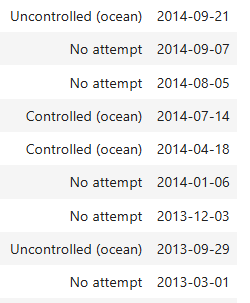 Uncontrolled (ocean) 2014-09-21
No attempt 2014-09-07
No attempt 2014-08-05
Controlled (ocean) 2014-07-14
Controlled (ocean) 2014-04-18
No attempt 2014-01-06
No attempt 2013-12-03
Uncontrolled (ocean) 2013-09-29
No attempt 2013-03-01